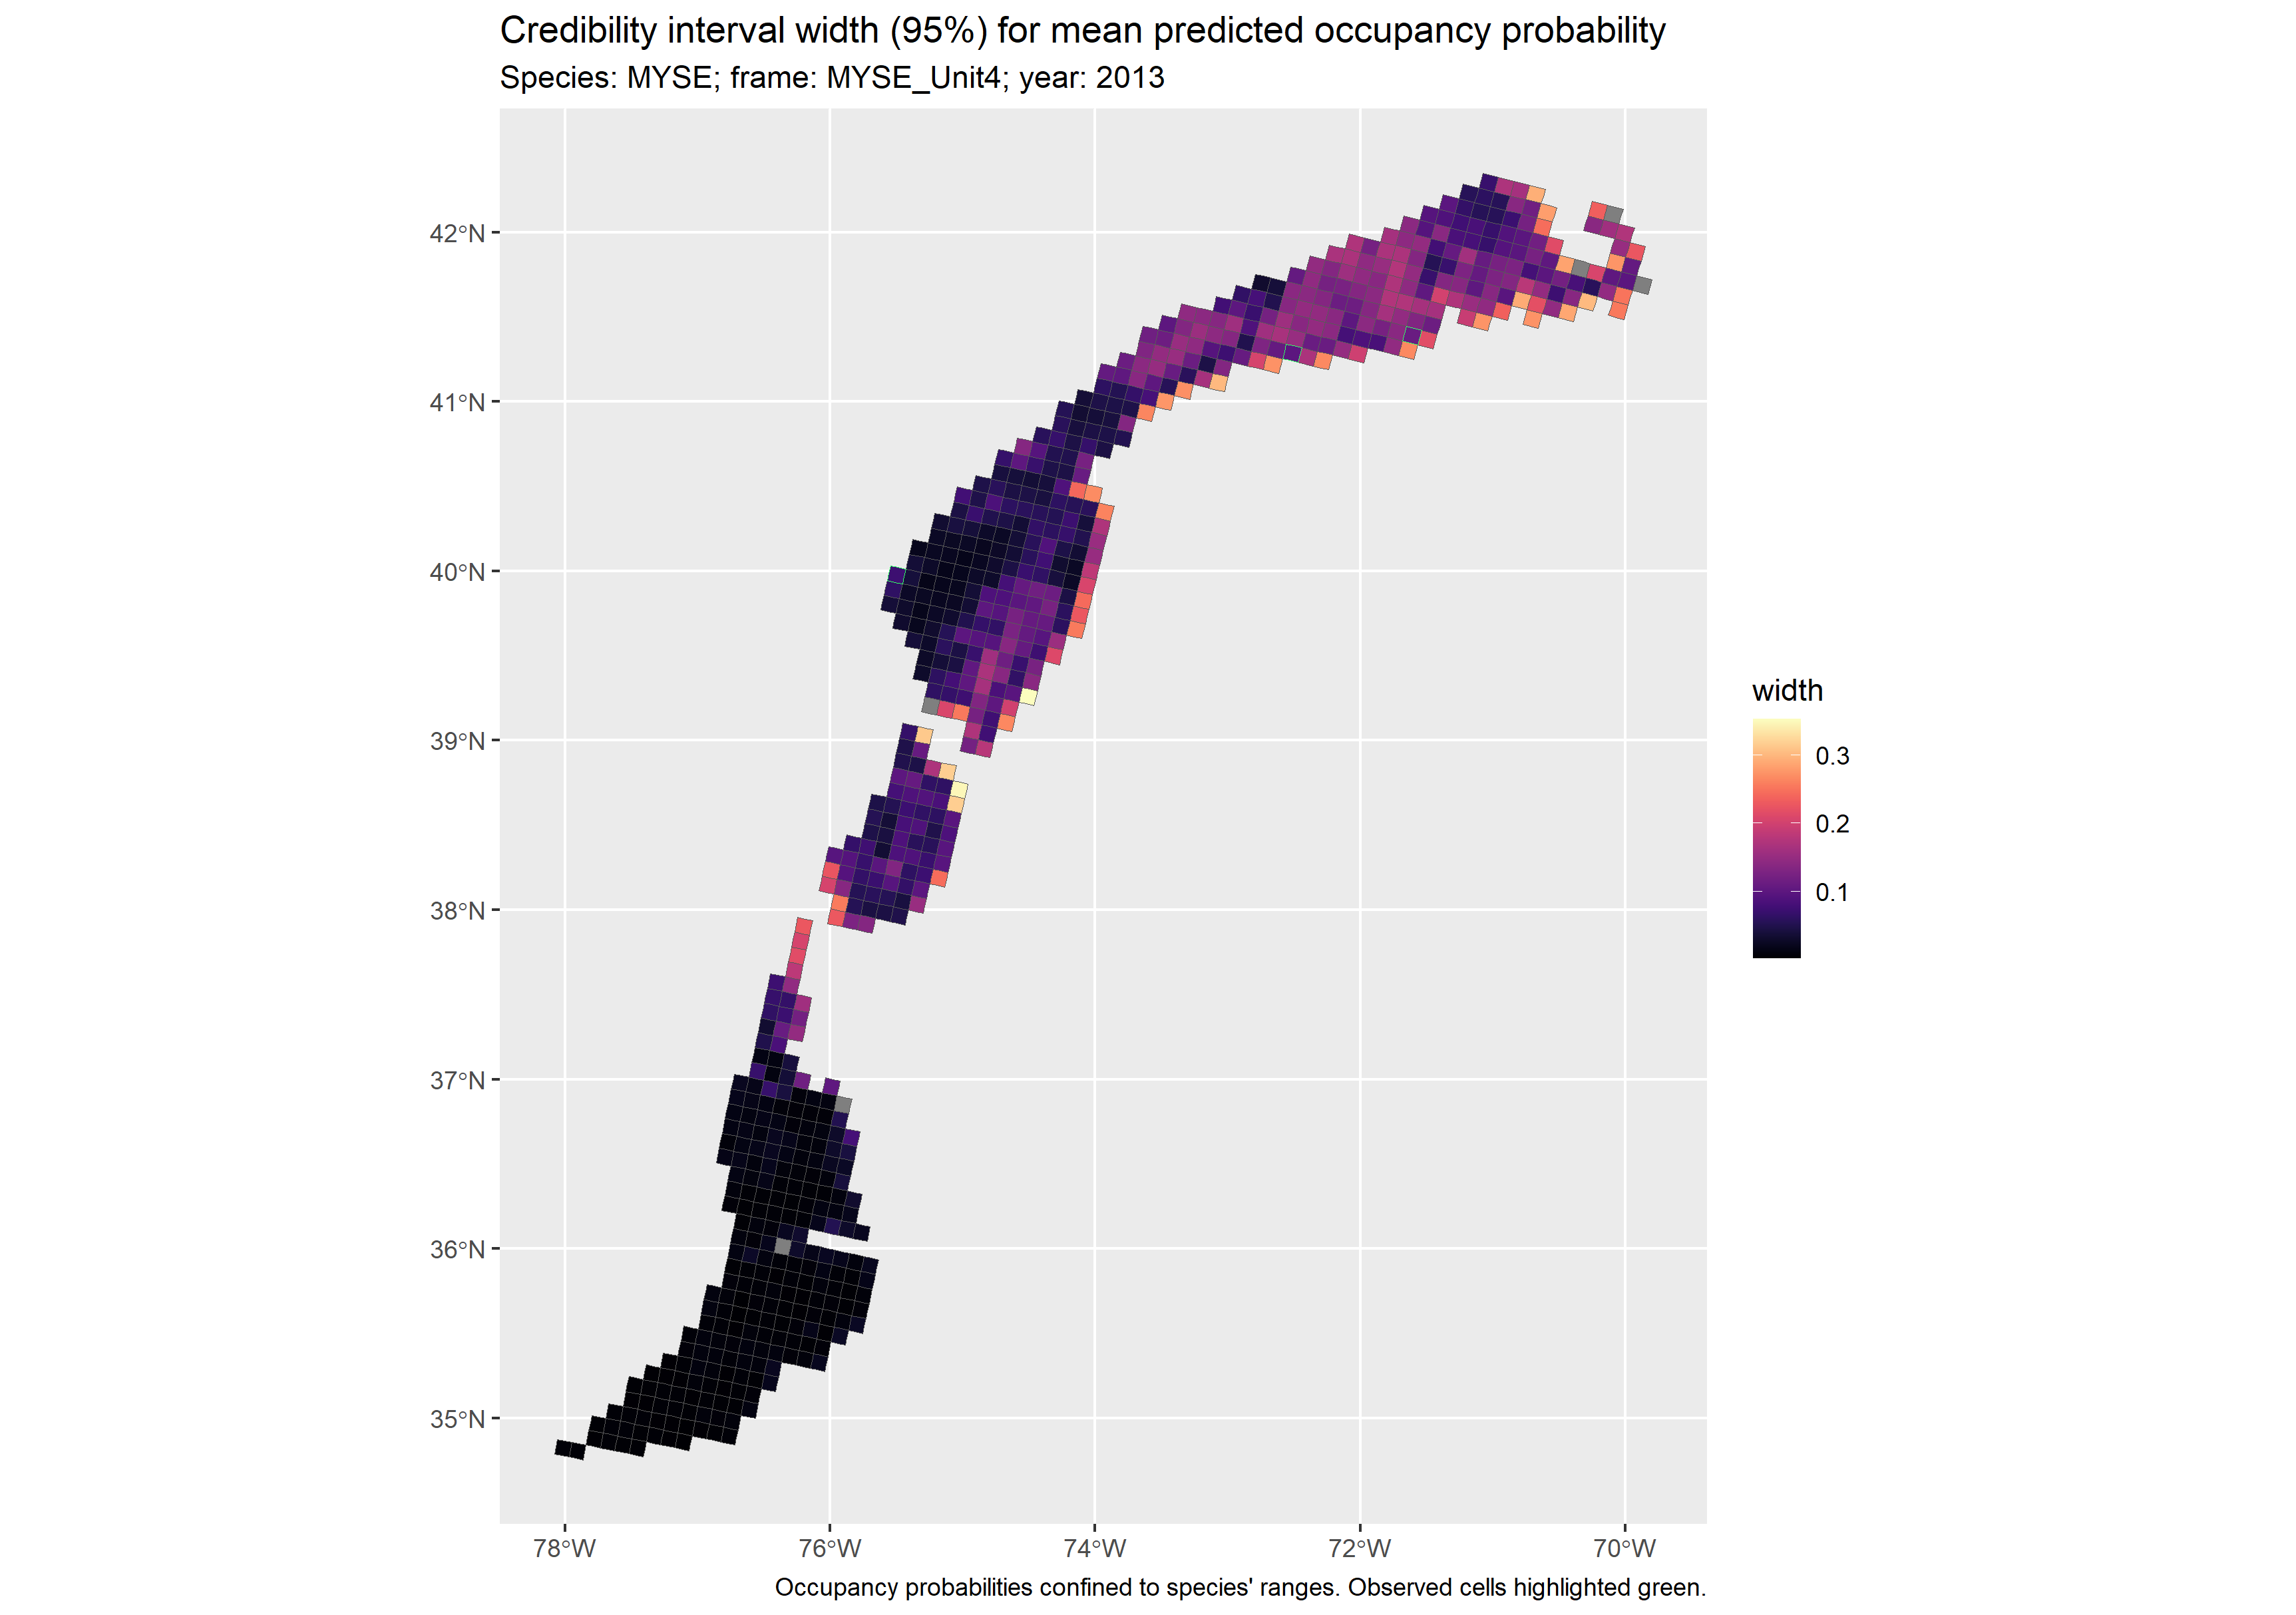 Credibility interval width (95%) for mean predicted occupancy probability
Species: MYSE; frame: MYSE_Unit4; year: 2013
42°N
41°N
40°N
39°N
38°N
37°N
36°N
35°N
78°W
76°W
74°W
72°W
70°W
width
0.3
0.2
0.1
Occupancy probabilities confined to species' ranges. Observed cells highlighted green.